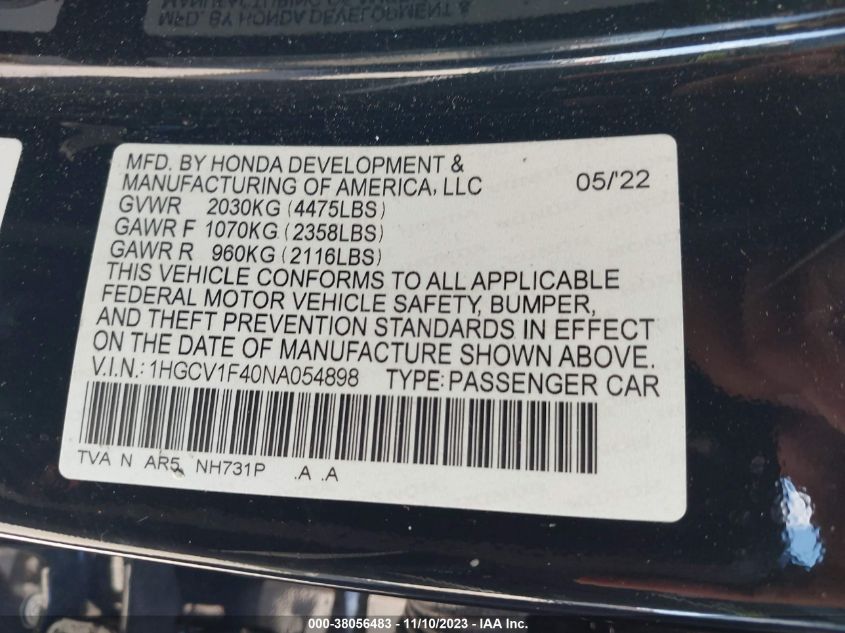 MFD. BY HONDA DEVELOPMENT &
MANUFACTURING OF AMERICA, LLC 05/'22
GVWR 2030KG (4475LBS)
GAWR F 1070KG (2358LBS)
GAWR R 960KG (2116LBS)
THIS VEHICLE CONFORMS TO ALL APPLICABLE
FEDERAL MOTOR VEHICLE SAFETY, BUMPER,
AND THEFT PREVENTION STANDARDS IN EFFECT
ON THE DATE OF MANUFACTURE SHOWN ABOVE.
V.I.N.: 1HGCV1F40NA054898 TYPE: PASSENGER CAR
TVA N AR5 NH731P .A .A
000-38056483 - 11/10/2023 - IAA Inc.